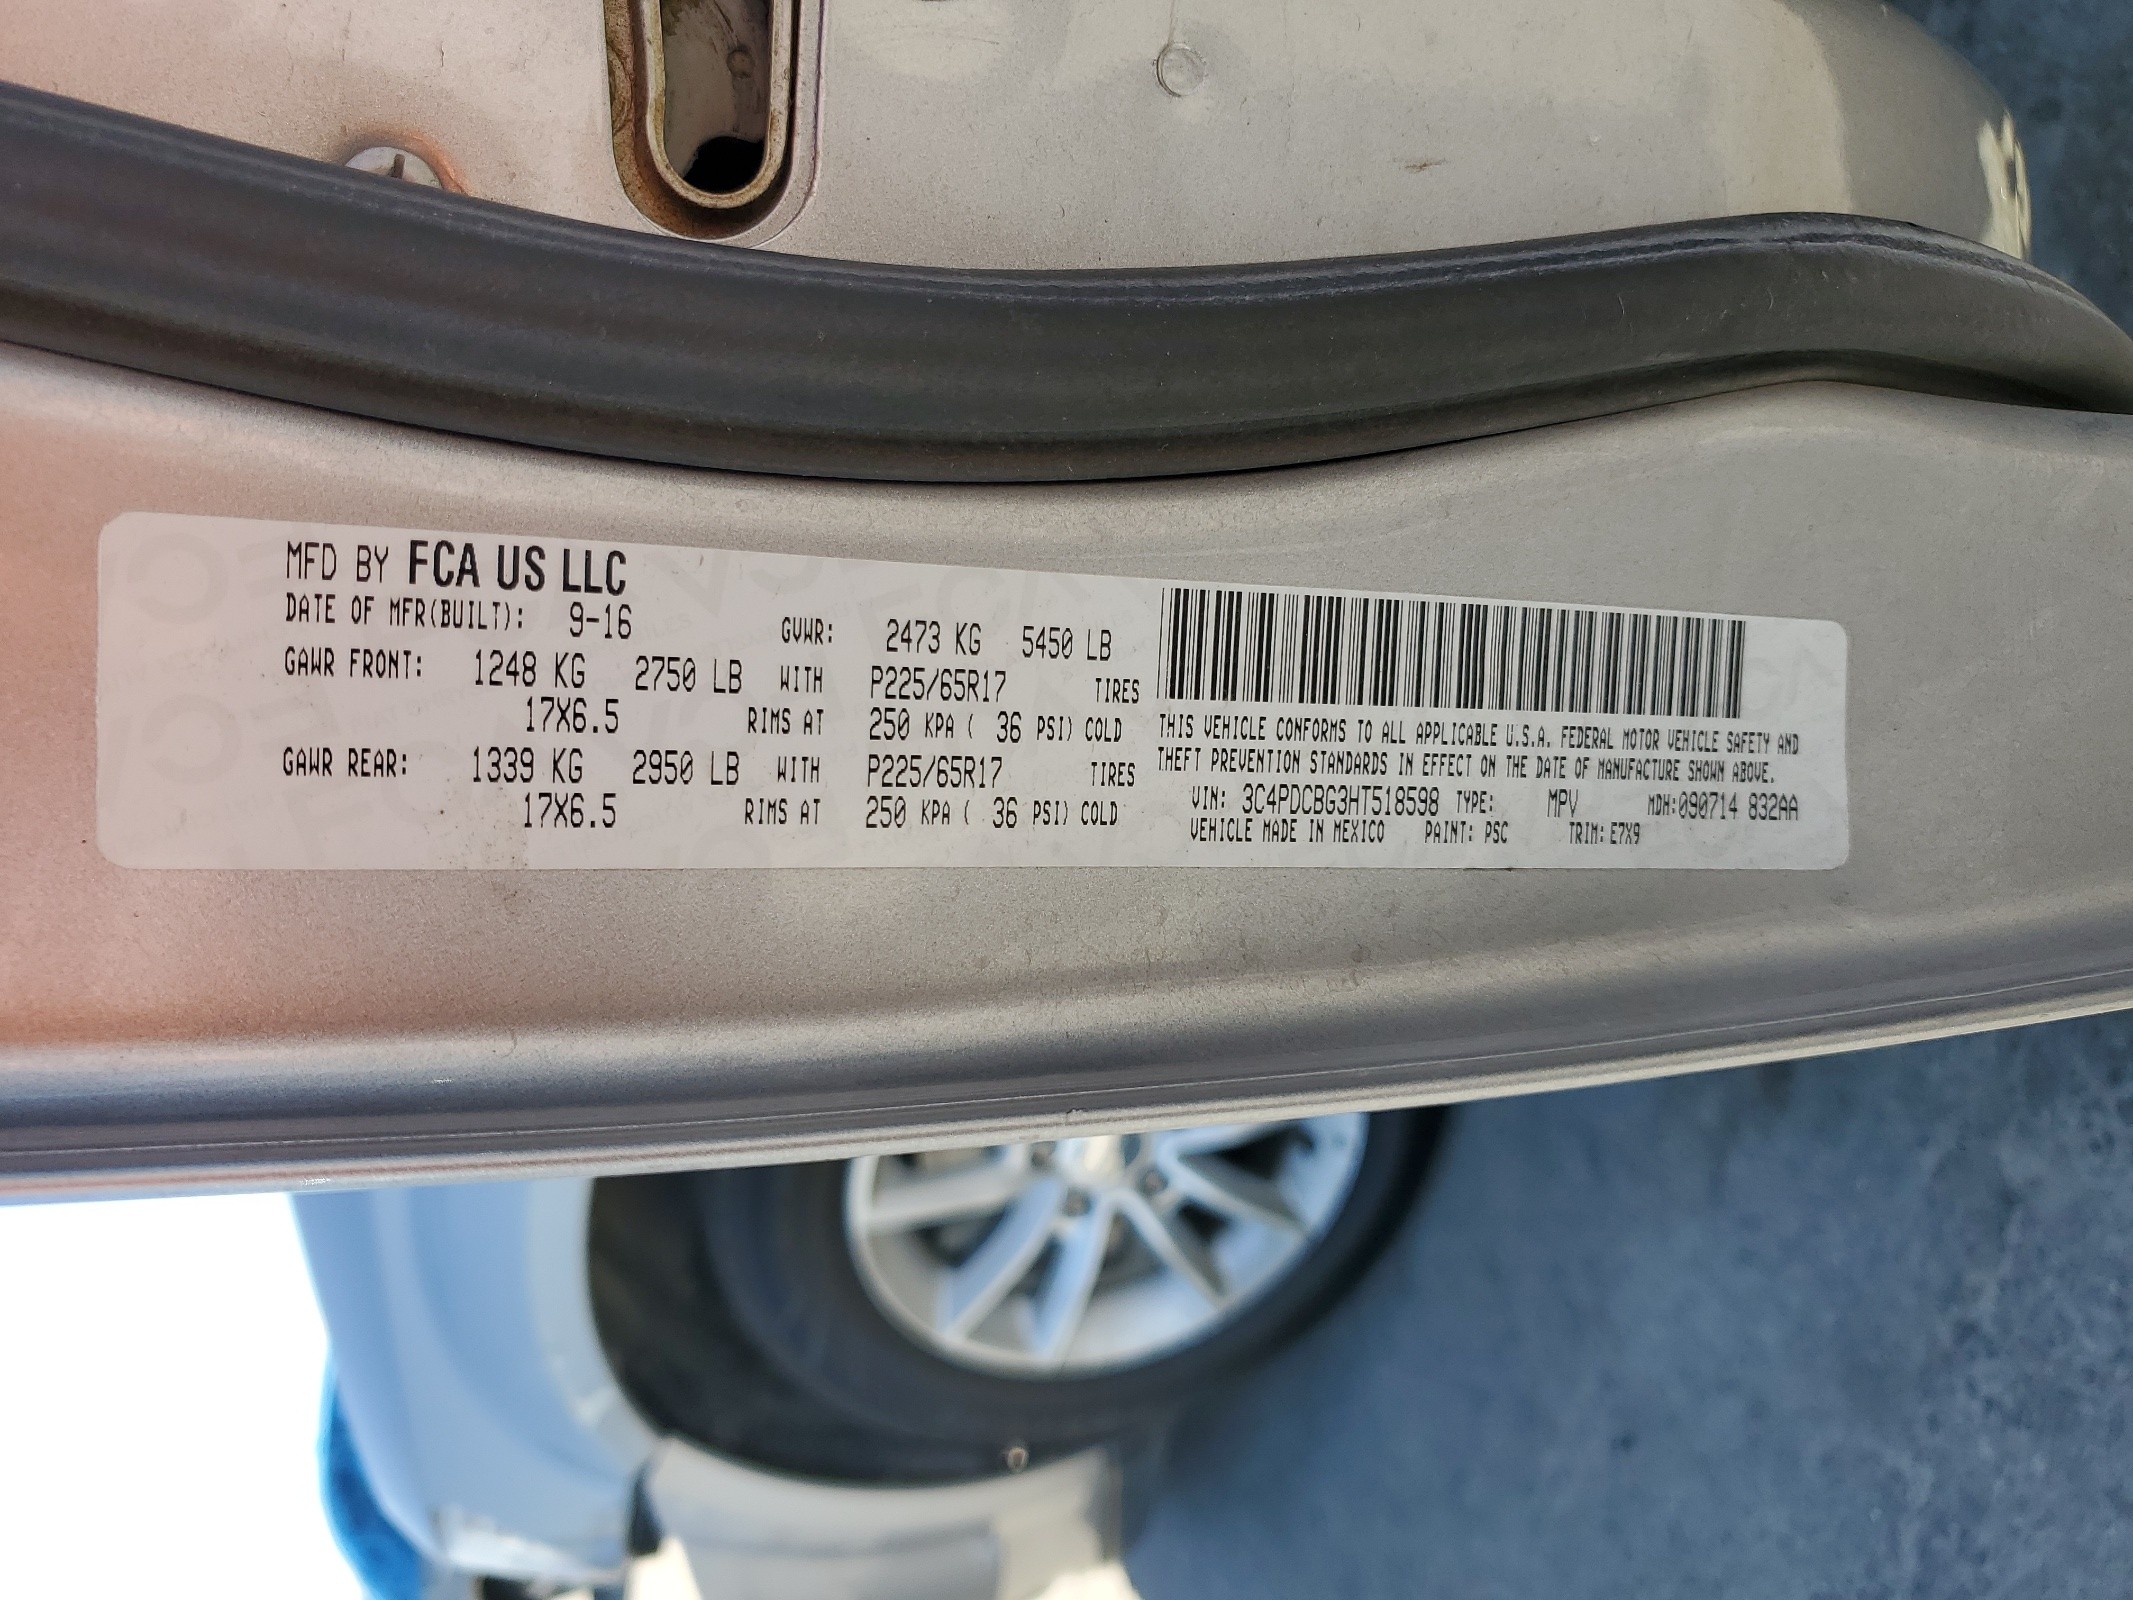 MFD BY FCA US LLC
DATE OF MFR(BUILT): 9-16 GVWR: 2473 KG 5450 LB
GAWR FRONT: 1248 KG 2750 LB WITH P225/65R17 TIRES
17X6.5 RIMS AT 250 KPA ( 36 PSI) COLD
GAWR REAR: 1339 KG 2950 LB WITH P225/65R17 TIRES
17X6.5 RIMS AT 250 KPA ( 36 PSI) COLD
THIS VEHICLE CONFORMS TO ALL APPLICABLE U.S.A. FEDERAL MOTOR VEHICLE SAFETY AND
THEFT PREVENTION STANDARDS IN EFFECT ON THE DATE OF MANUFACTURE SHOWN ABOVE.
VIN: 3C4PDCBG3HT518598 TYPE: MPV MDH:090714 832AA
VEHICLE MADE IN MEXICO PAINT: PSC TRIM: E7X9